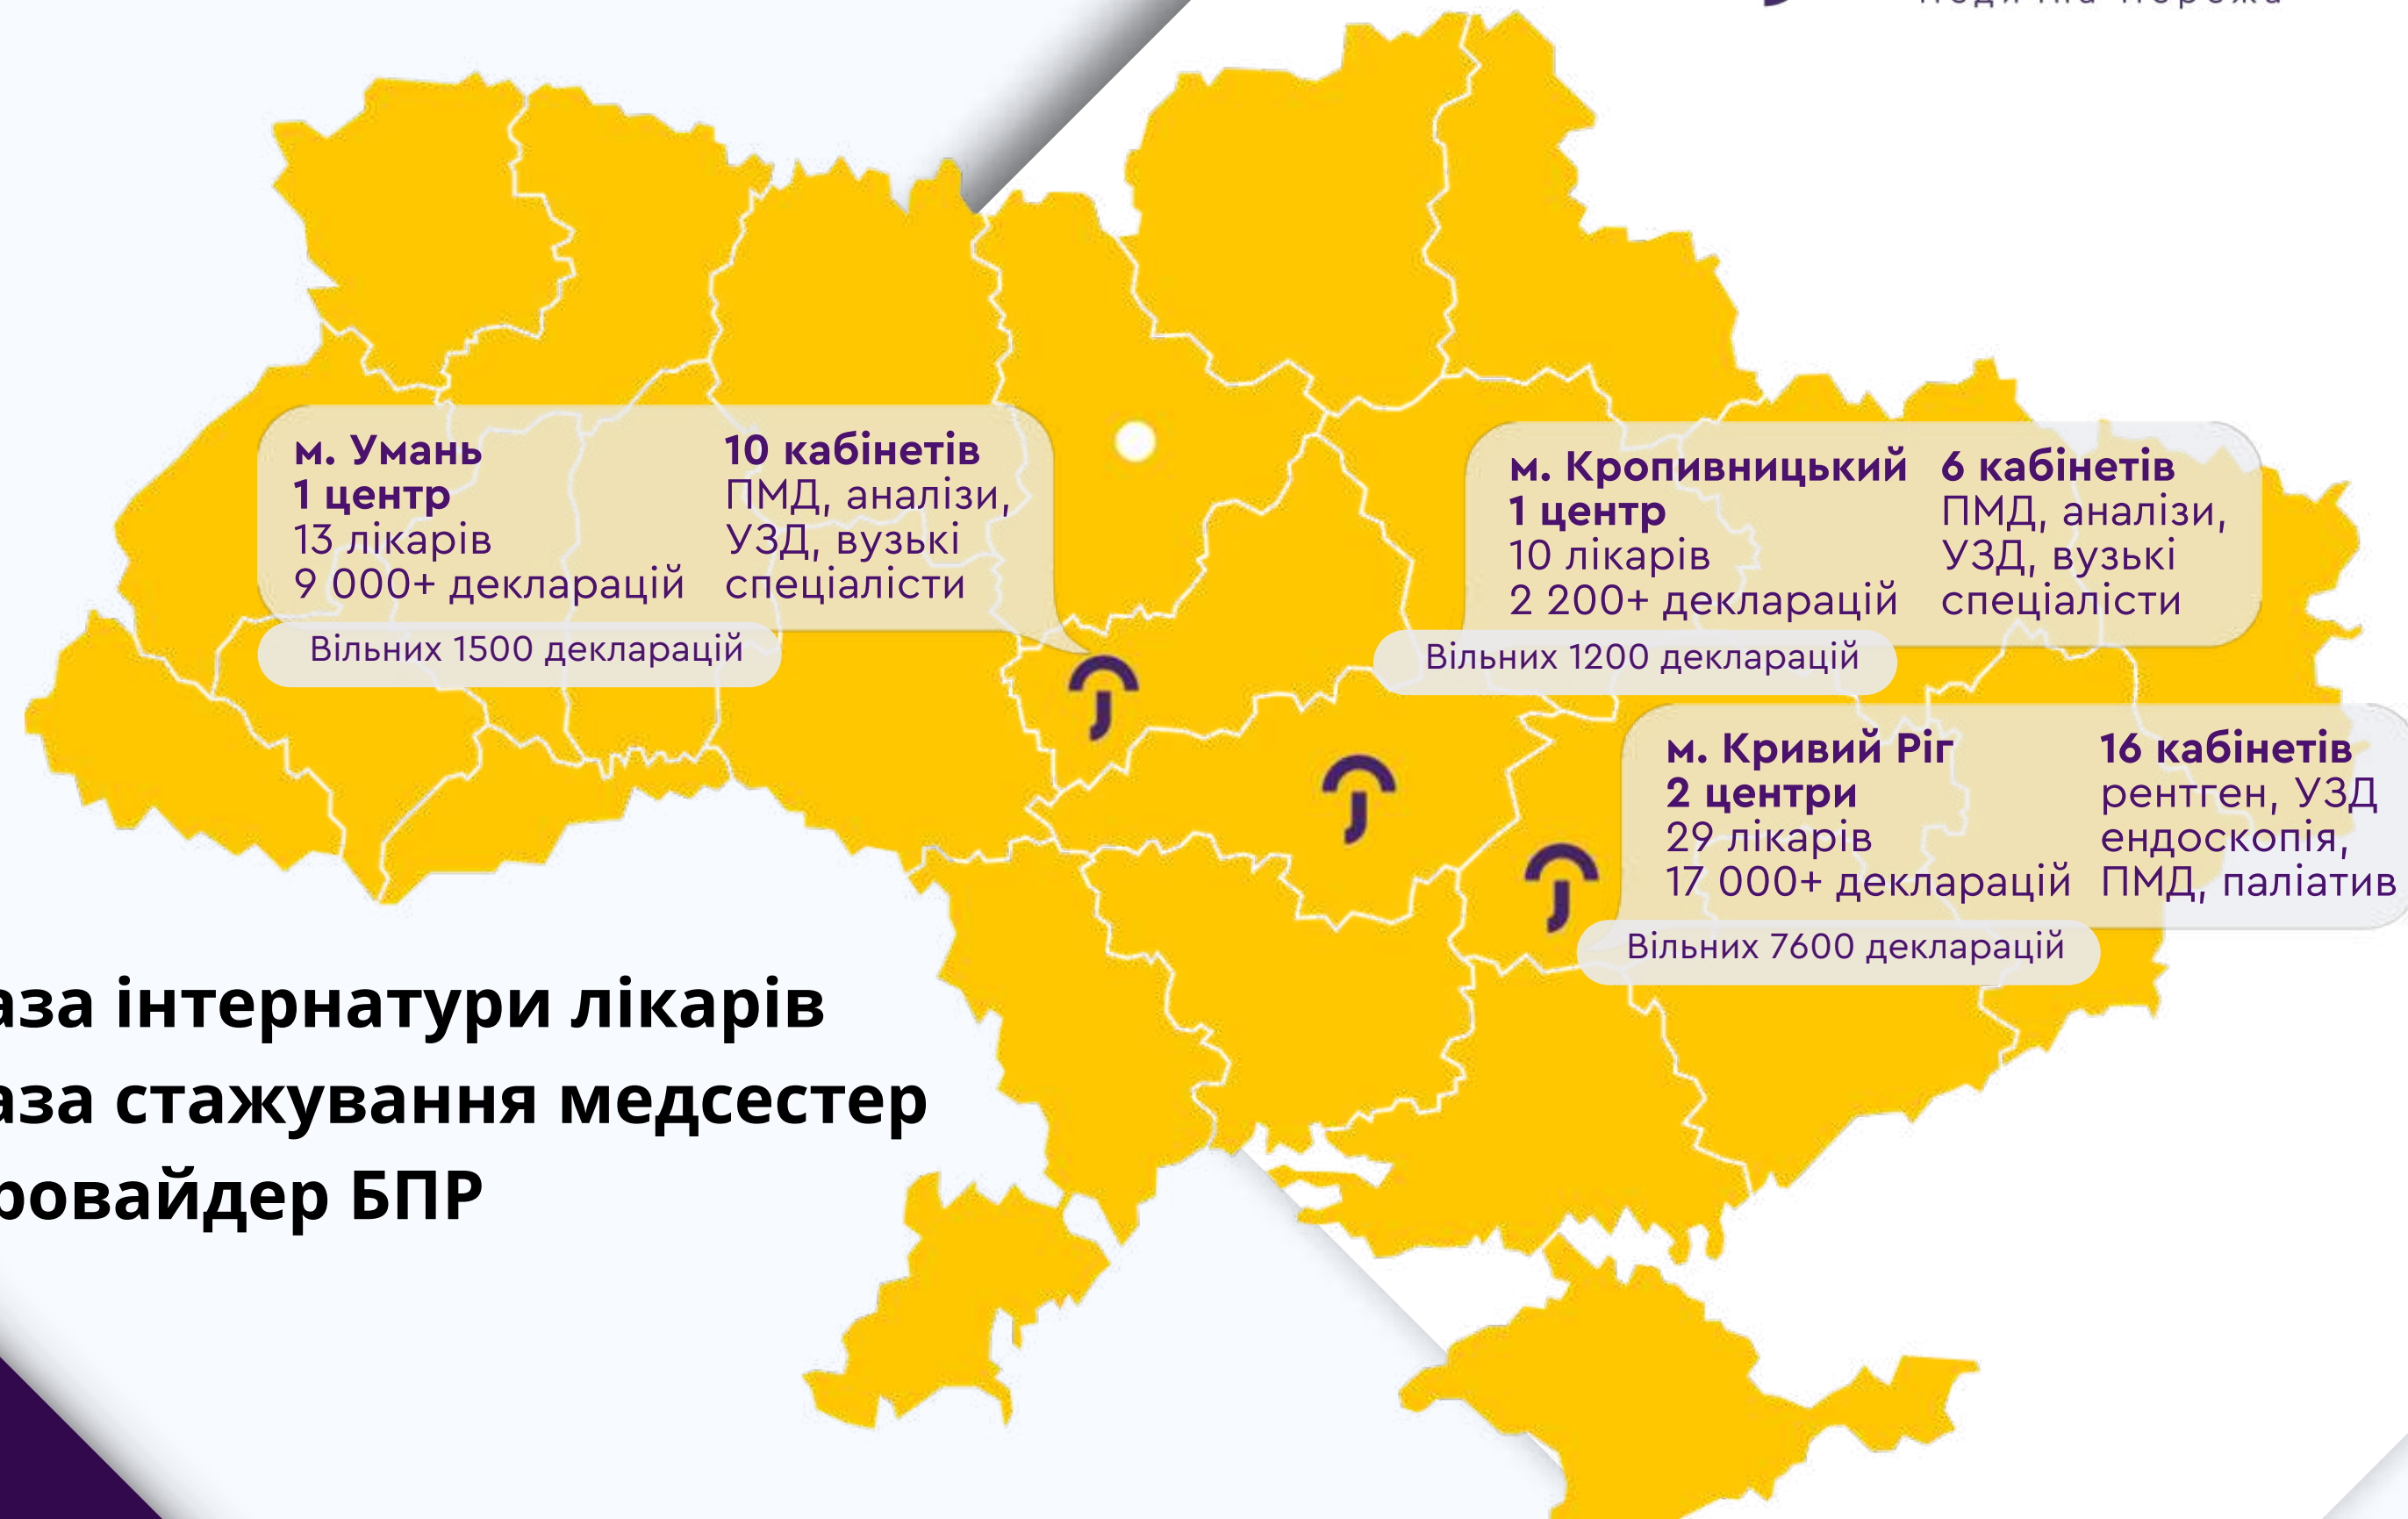 м. Умань
1 центр
13 лікарів
9 000+ декларацій
10 кабінетів
ПМД, аналізи,
УЗД, вузькі
спеціалісти
Вільних 1500 декларацій
м. Кропивницький
1 центр
10 лікарів
2 200+ декларацій
6 кабінетів
ПМД, аналізи,
УЗД, вузькі
спеціалісти
Вільних 1200 декларацій
м. Кривий Ріг
2 центри
29 лікарів
17 000+ декларацій
16 кабінетів
рентген, УЗД
ендоскопія,
ПМД, паліатив
Вільних 7600 декларацій
аза інтернатури лікарів
аза стажування медсестер
ровайдер БПР